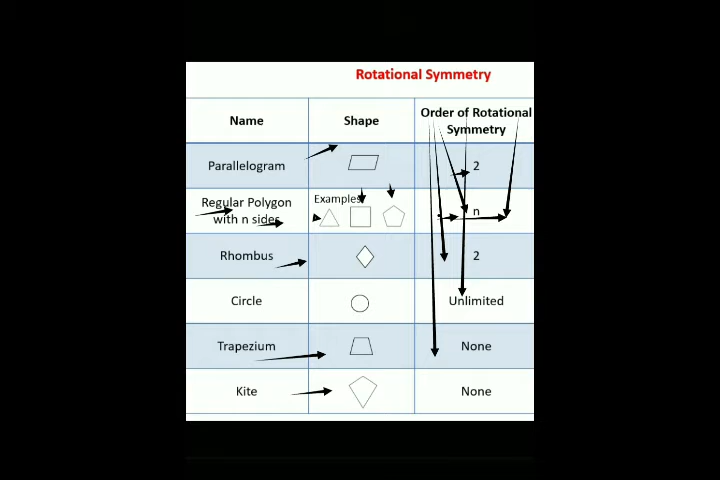 Rotational Symmetry
Name
Shape
Order of Rotational
Symmetry
Parallelogram
2
Regular Polygon
with n sides
Examples
n
Rhombus
2
Circle
Unlimited
Trapezium
None
Kite
None